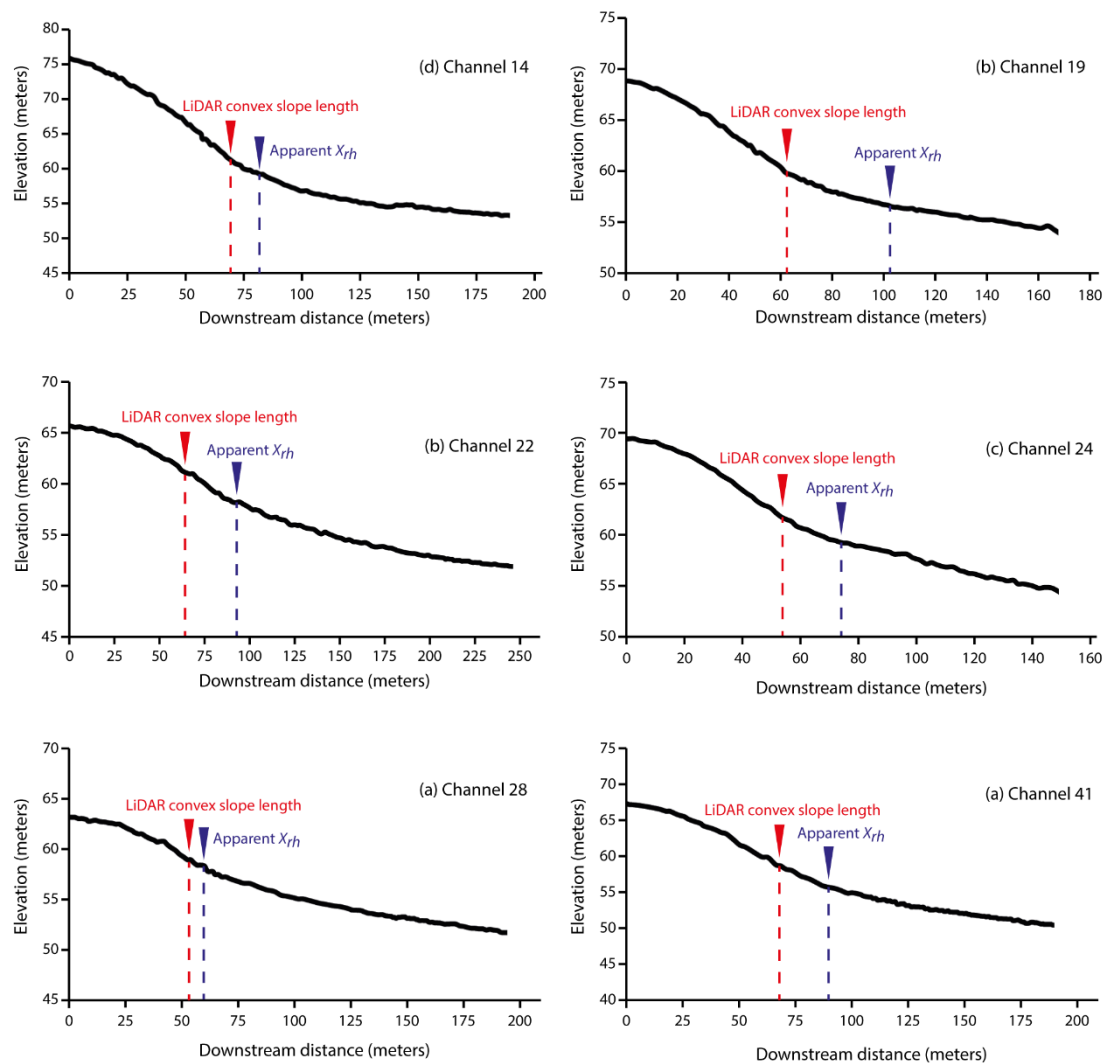 (d) Channel 14
LiDAR convex slope length
Apparent Xrh
Elevation (meters)
80
75
70
65
60
55
50
45
0 25 50 75 100 125 150 175 200
Downstream distance (meters)
(b) Channel 19
LiDAR convex slope length
Apparent Xrh
Elevation (meters)
70
65
60
55
50
0 20 40 60 80 100 120 140 160 180
Downstream distance (meters)
(b) Channel 22
LiDAR convex slope length
Apparent Xrh
Elevation (meters)
70
65
60
55
50
45
0 25 50 75 100 125 150 175 200 225 250
Downstream distance (meters)
(c) Channel 24
LiDAR convex slope length
Apparent Xrh
Elevation (meters)
75
70
65
60
55
50
0 20 40 60 80 100 120 140 160
Downstream distance (meters)
(a) Channel 28
LiDAR convex slope length
Apparent Xrh
Elevation (meters)
70
65
60
55
50
45
0 25 50 75 100 125 150 175 200
Downstream distance (meters)
(a) Channel 41
LiDAR convex slope length
Apparent Xrh
Elevation (meters)
75
70
65
60
55
50
45
40
0 25 50 75 100 125 150 175 200
Downstream distance (meters)